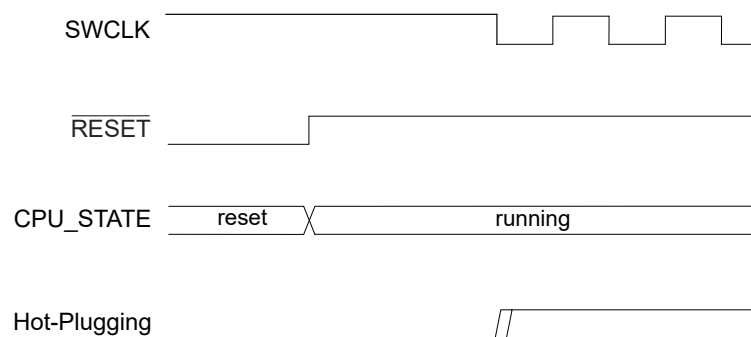 SWCLK
RESET
CPU_STATE reset running
Hot-Plugging